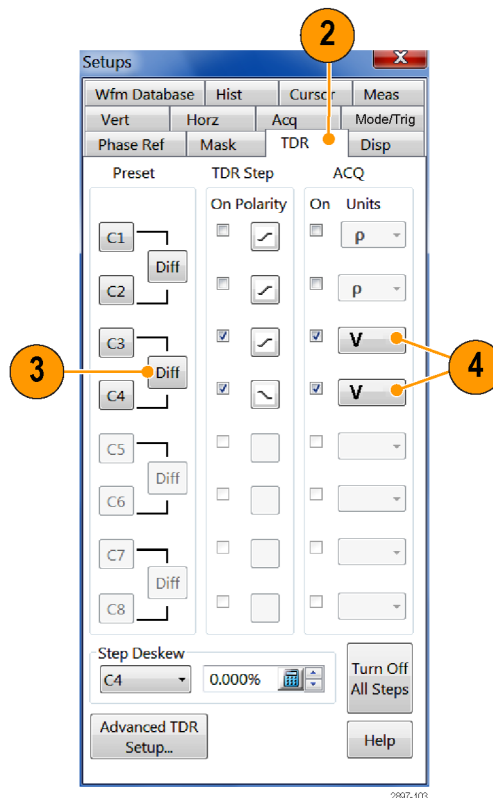 2
Setups
X
Wfm Database Hist Cursor Meas
Vert Horz Acq Mode/Trig
Phase Ref Mask TDR Disp
Preset TDR Step ACQ
On Polarity On Units
C1 ρ
Diff
C2 ρ
C3 V
3 Diff 4
C4 V
C5
Diff
C6
C7
Diff
C8
Step Deskew
C4 0.000%
Turn Off
All Steps
Advanced TDR
Setup...
Help
2897-103